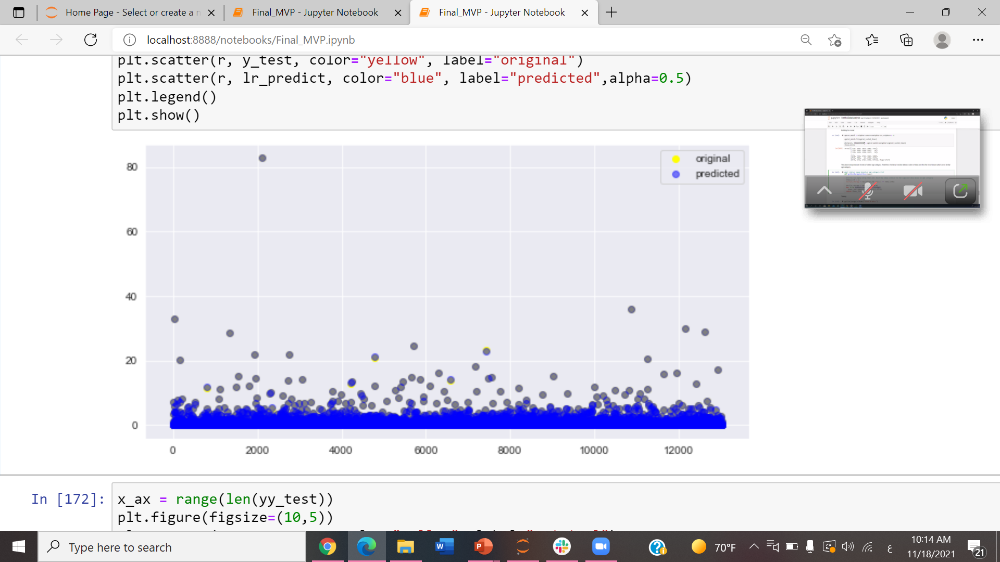 Home Page - Select or create a n
Final_MVP - Jupyter Notebook
Final_MVP - Jupyter Notebook
localhost:8888/notebooks/Final_MVP.ipynb
plt.scatter(r, y_test, color="yellow", label="original")
plt.scatter(r, lr_predict, color="blue", label="predicted",alpha=0.5)
plt.legend()
plt.show()
original
predicted
80
60
40
20
0
0 2000 4000 6000 8000 10000 12000
In [172]:
x_ax = range(len(yy_test))
plt.figure(figsize=(10,5))
Type here to search
70°F
ع
10:14 AM
11/18/2021
21